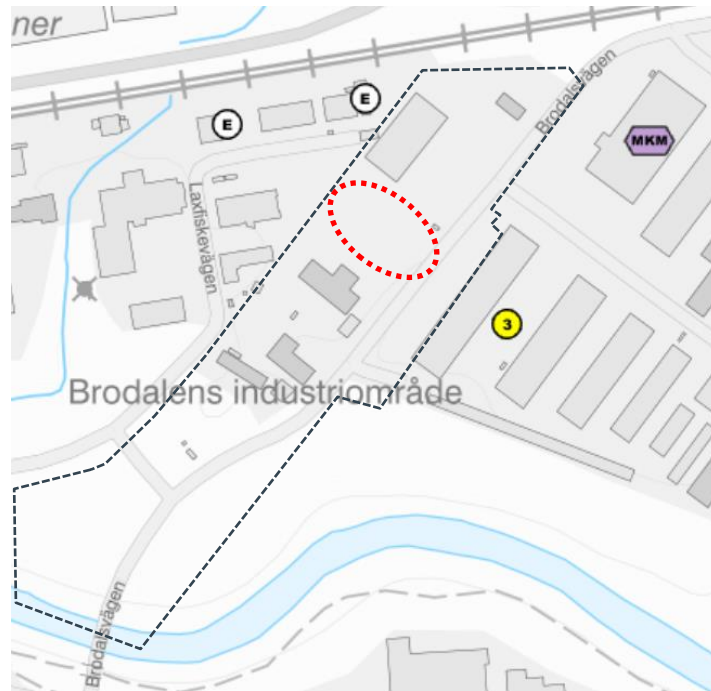 ner
Brodalsvägen
E
E
MKM
Laxfiskevägen
3
Brodalens industriområde
Brodalsvägen